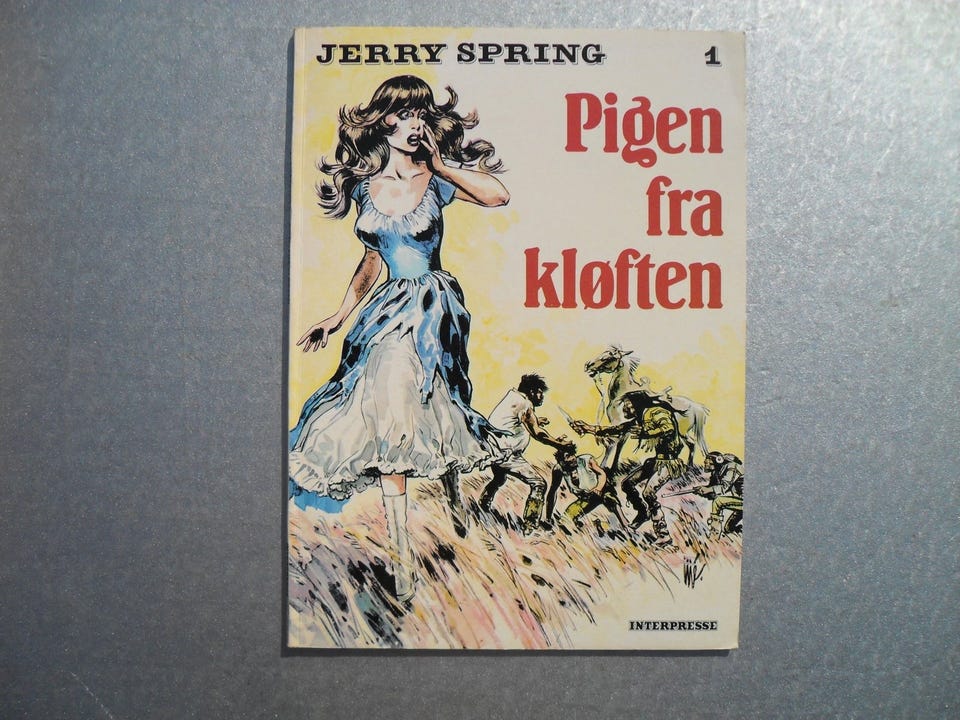 JERRY SPRING 1
Pigen
fra
kløften
INTERPRESSE